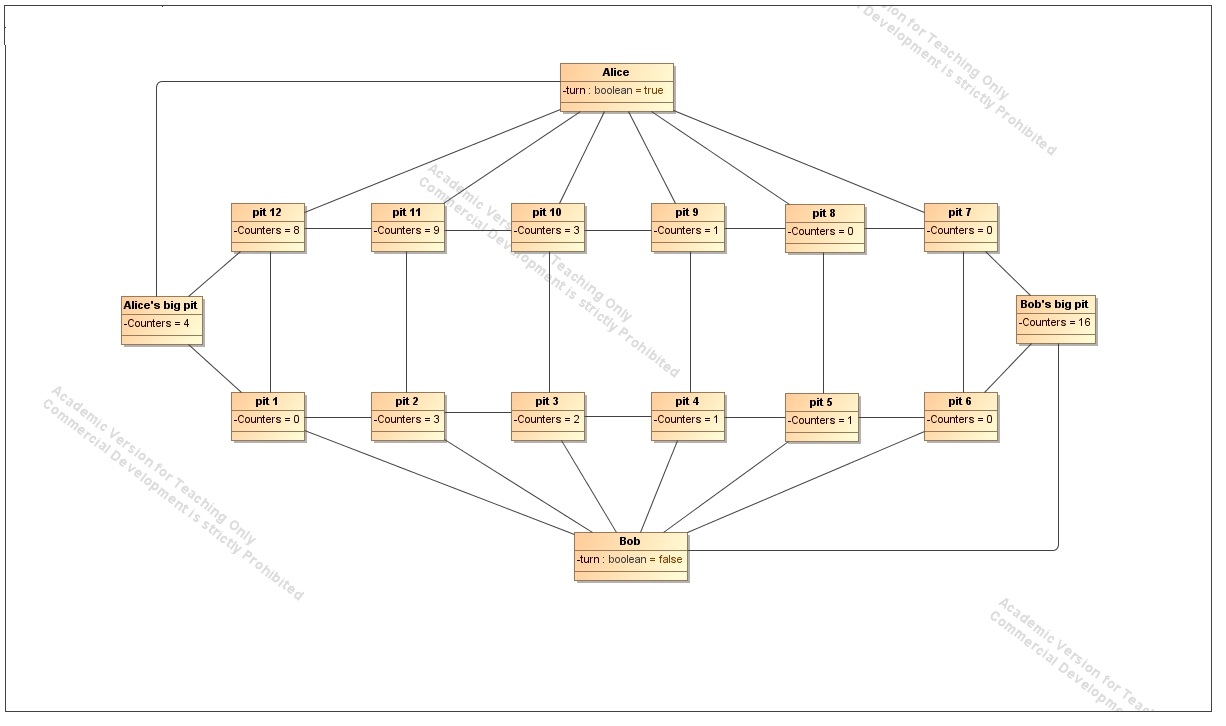 Alice
-turn : boolean = true
pit 12
-Counters = 8
pit 11
-Counters = 9
pit 10
-Counters = 3
pit 9
-Counters = 1
pit 8
-Counters = 0
pit 7
-Counters = 0
Alice's big pit
-Counters = 4
Bob's big pit
-Counters = 16
pit 1
-Counters = 0
pit 2
-Counters = 3
pit 3
-Counters = 2
pit 4
-Counters = 1
pit 5
-Counters = 1
pit 6
-Counters = 0
Bob
-turn : boolean = false
sion for Teaching Only
Development is strictly Prohibited
Academic Version for Teaching Only
Commercial Development is strictly Prohibited
Academic Version for Teaching Only
Commercial Development is strictly Prohibited
Academic Version for Teac
Commercial Developmen